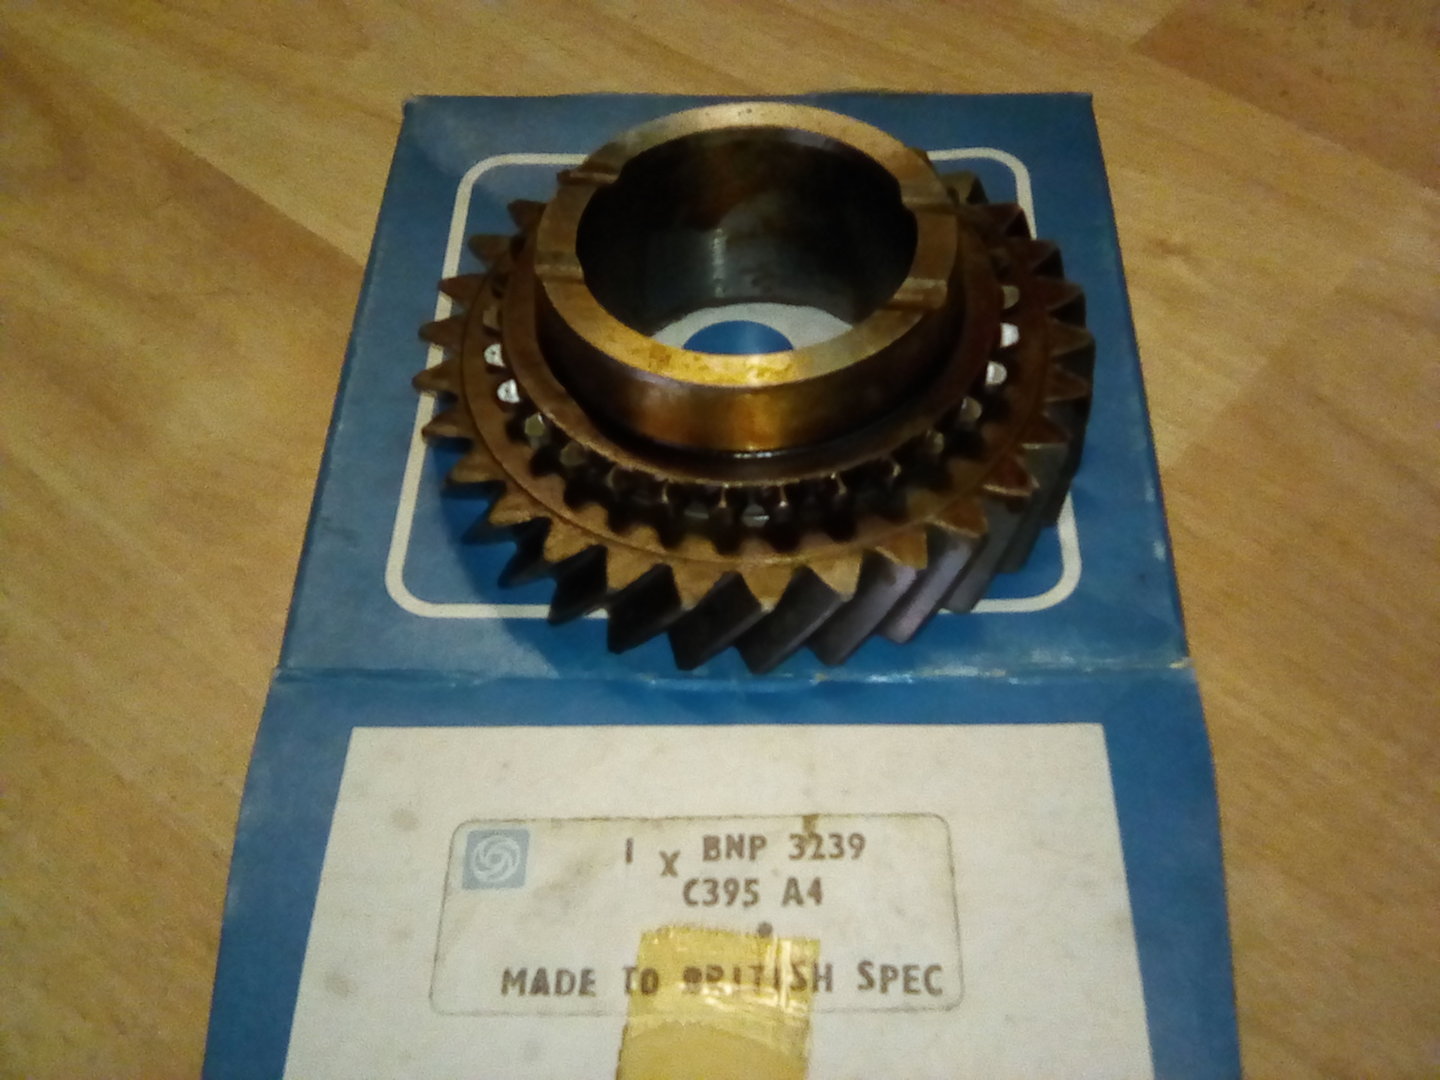 1 X BNP 3239
C395 A4
MADE TO BRITISH SPEC